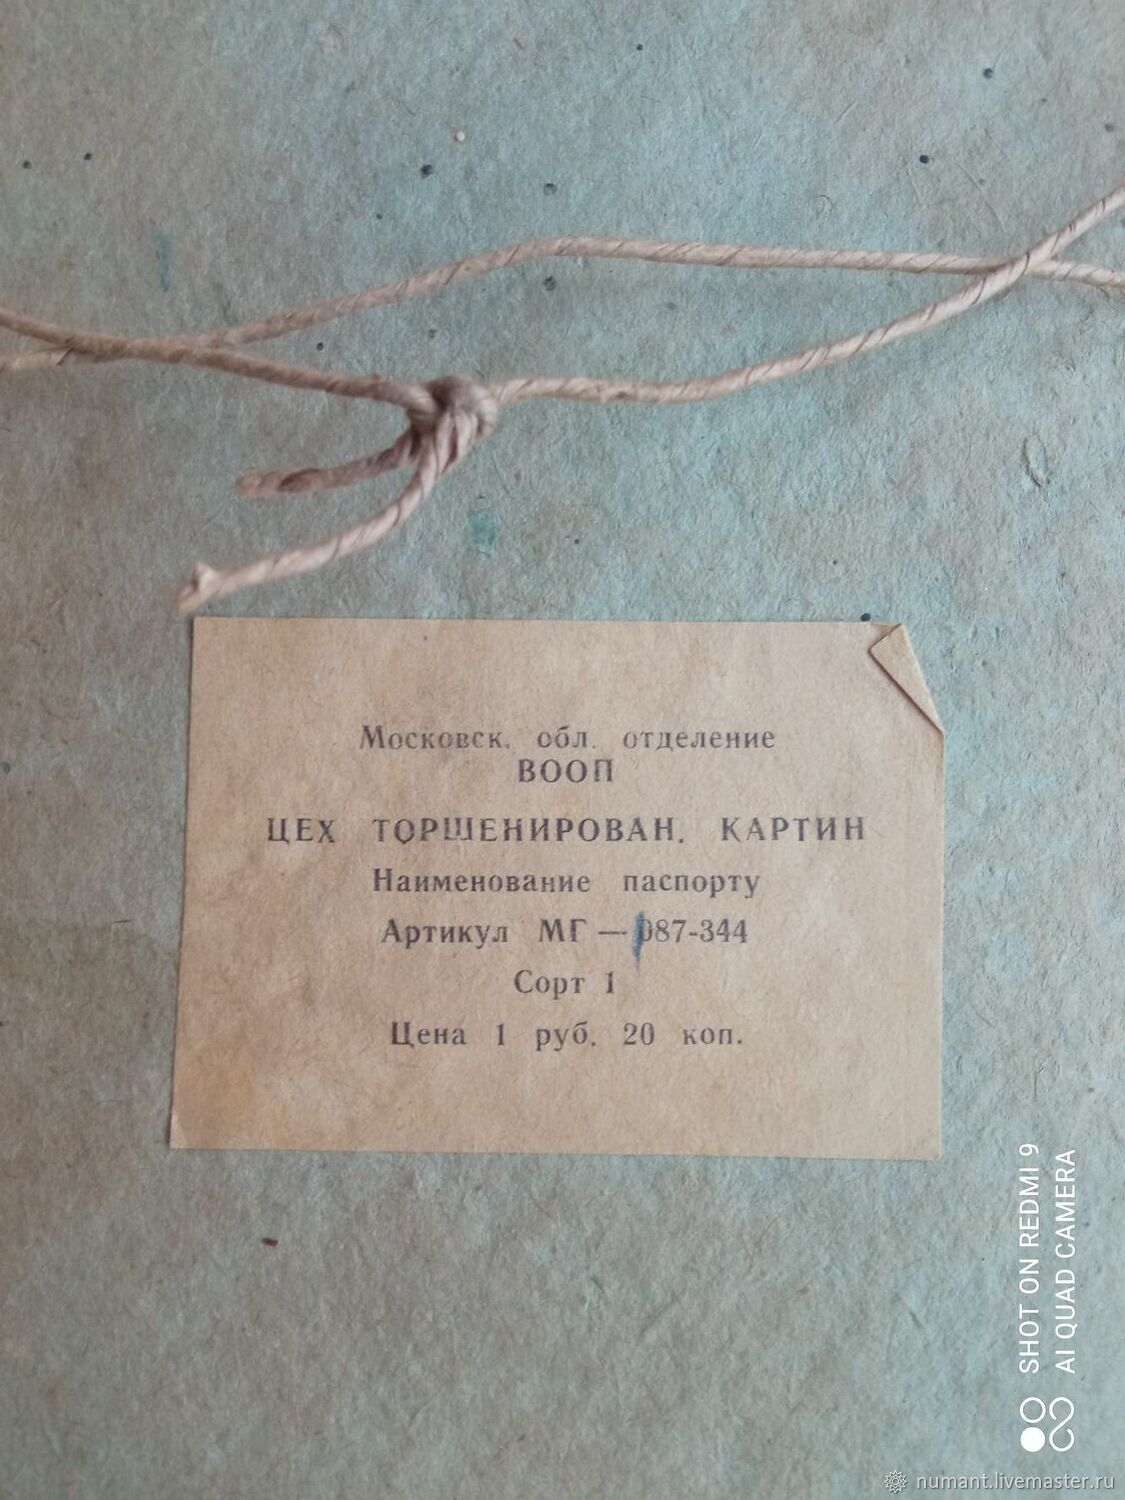 Московск. обл. отделение
ВООП
ЦЕХ ТОРШЕНИРОВАН. КАРТИН
Наименование паспорту
Артикул МГ — 087-344
Сорт 1
Цена 1 руб. 20 коп.
SHOT ON REDMI 9
AI QUAD CAMERA
numant.livemaster.ru